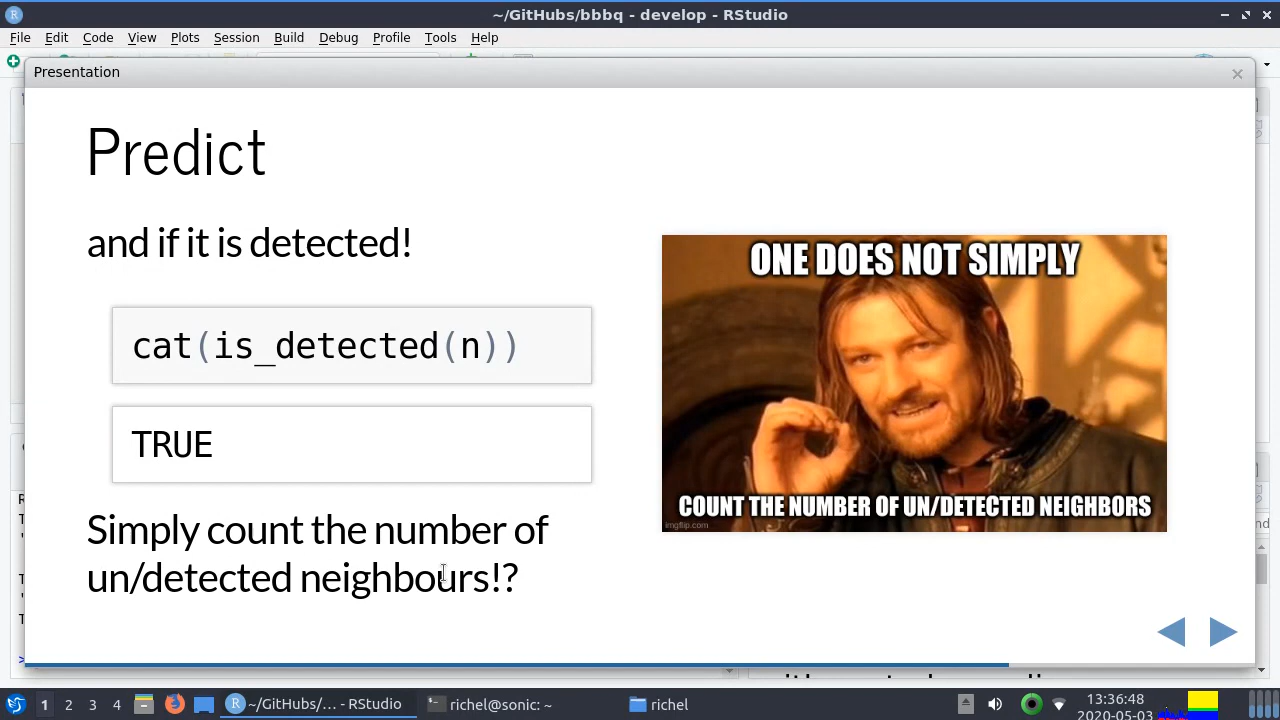 ~/GitHubs/bbbq - develop - RStudio
File Edit Code View Plots Session Build Debug Profile Tools Help
Presentation
Predict
and if it is detected!
cat(is_detected(n))
TRUE
Simply count the number of
un/detected neighbours!?
ONE DOES NOT SIMPLY
COUNT THE NUMBER OF UN/DETECTED NEIGHBORS
imgflip.com
1 2 3 4 ~/GitHubs/... - RStudio richel@sonic: ~ richel 13:36:48
2020-05-03